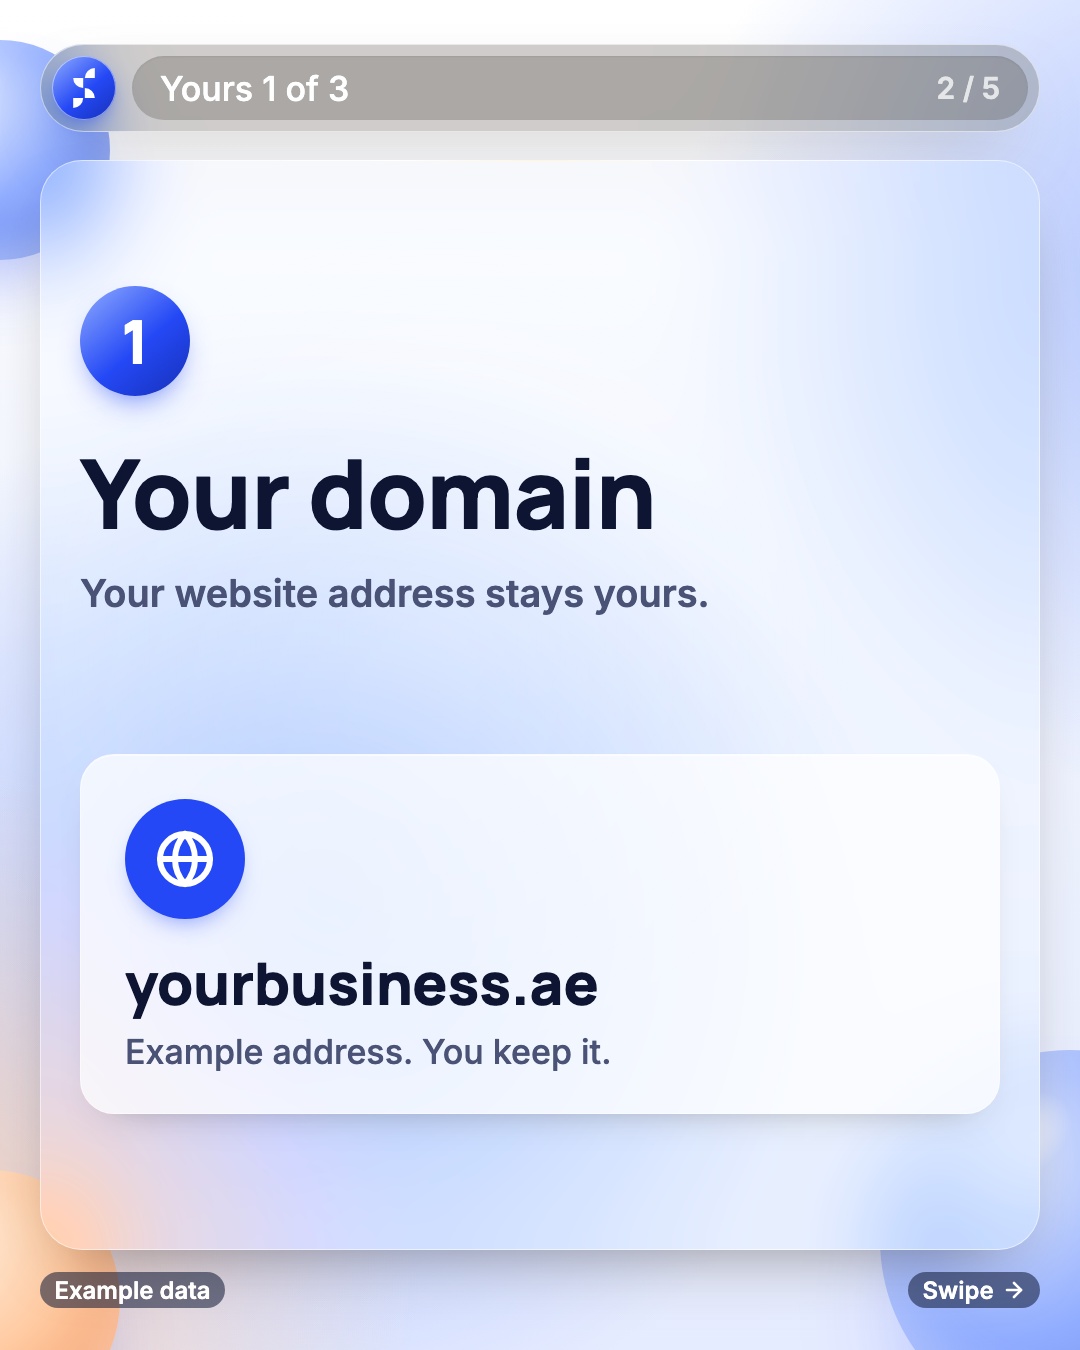 Yours 1 of 3
2 / 5
1
Your domain
Your website address stays yours.
yourbusiness.ae
Example address. You keep it.
Example data
Swipe →